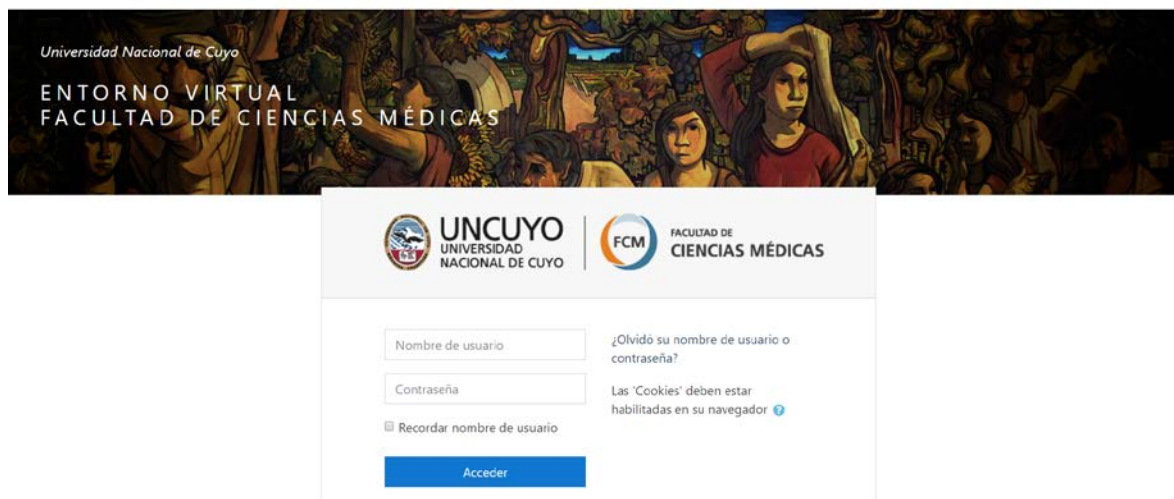 Universidad Nacional de Cuyo
ENTORNO VIRTUAL
FACULTAD DE CIENCIAS MÉDICAS
UNCUYO
UNIVERSIDAD
NACIONAL DE CUYO
FCM
FACULTAD DE
CIENCIAS MÉDICAS
Nombre de usuario
Contraseña
Recordar nombre de usuario
Acceder
¿Olvidó su nombre de usuario o
contraseña?
Las 'Cookies' deben estar
habilitadas en su navegador ?